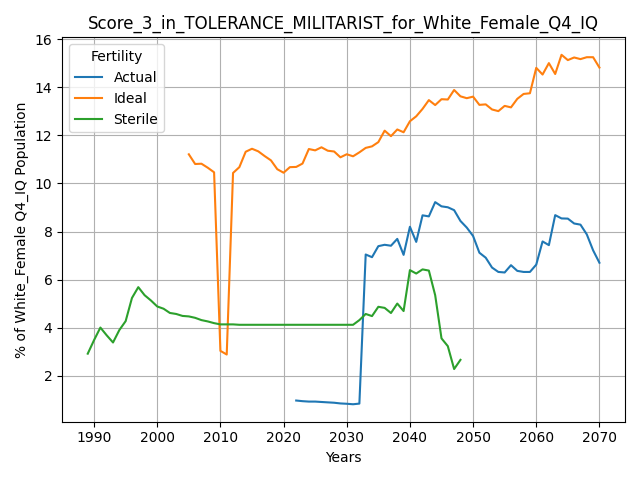 Score_3_in_TOLERANCE_MILITARIST_for_White_Female_Q4_IQ
Fertility
Actual
Ideal
Sterile
% of White_Female Q4_IQ Population
16
14
12
10
8
6
4
2
1990 2000 2010 2020 2030 2040 2050 2060 2070
Years